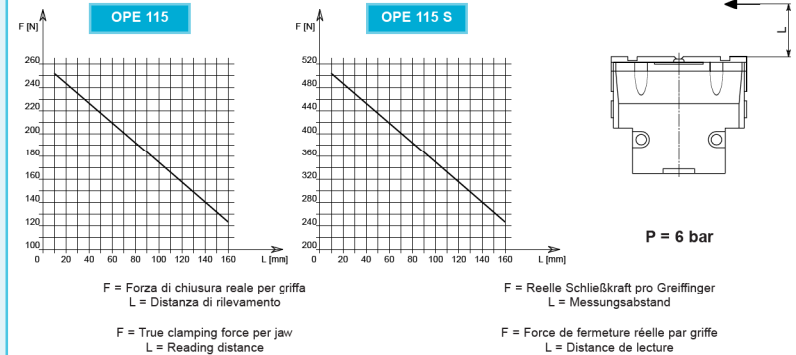 OPE 115
F [N]
260
240
220
200
180
160
140
120
100
0 20 40 60 80 100 120 140 160 L [mm]
OPE 115 S
F [N]
520
480
440
400
360
320
280
240
200
0 20 40 60 80 100 120 140 160 L [mm]
L
P = 6 bar
F = Forza di chiusura reale per griffa
L = Distanza di rilevamento
F = True clamping force per jaw
L = Reading distance
F = Reelle Schließkraft pro Greiffinger
L = Messungsabstand
F = Force de fermeture réelle par griffe
L = Distance de lecture